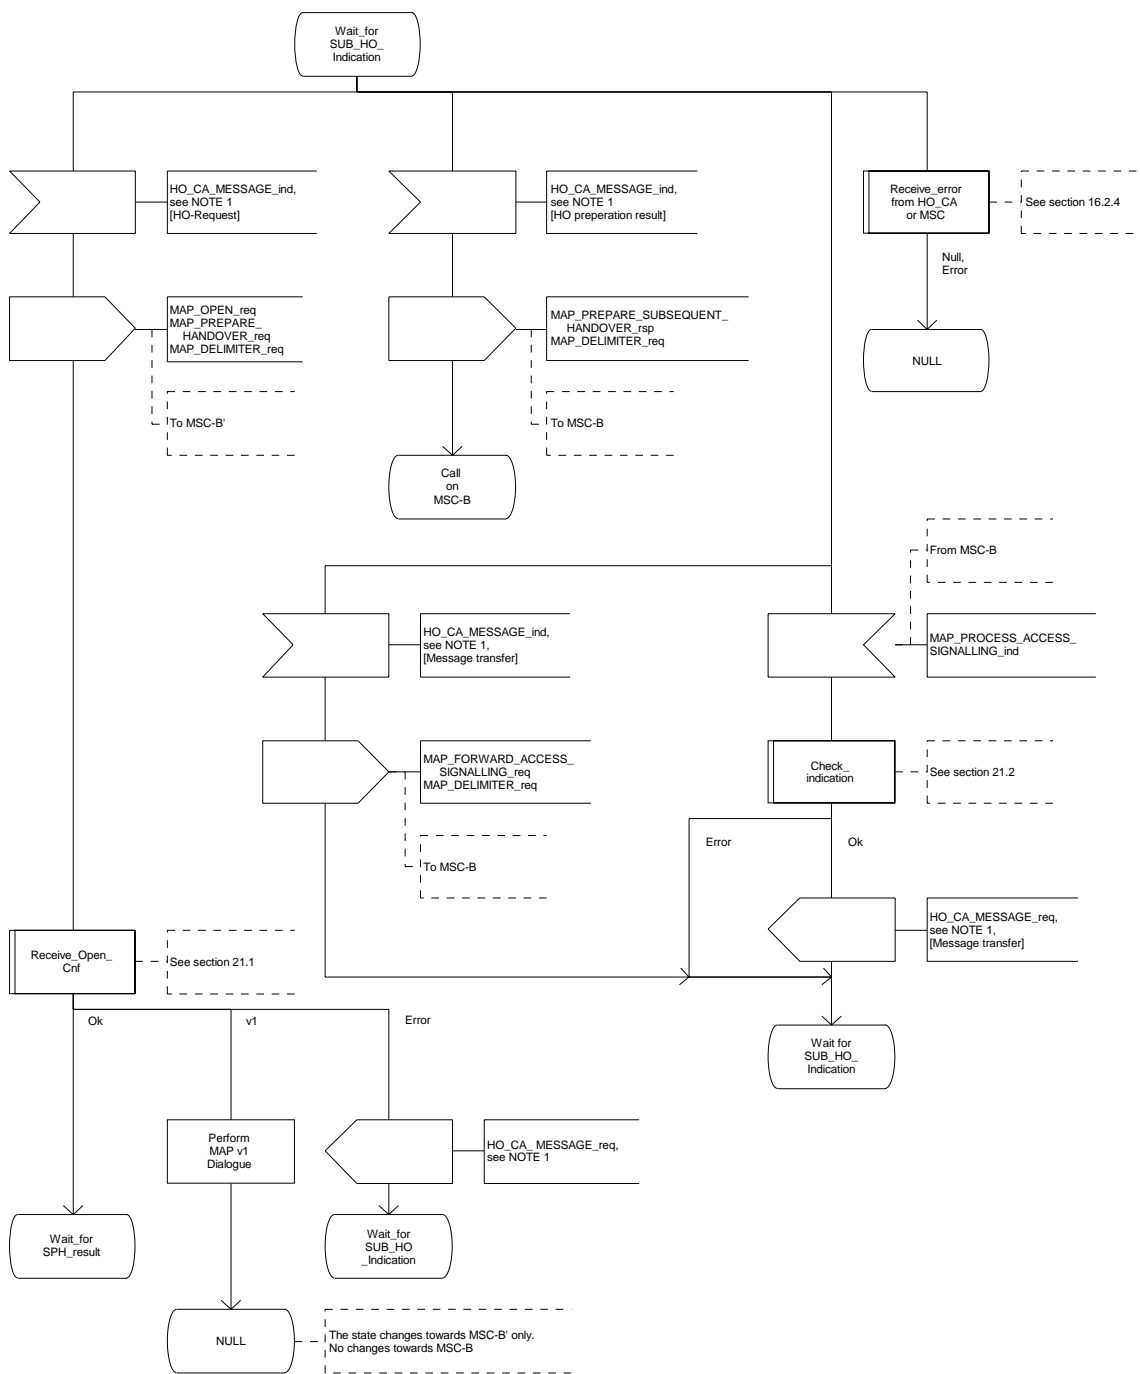 Wait_for
SUB_HO_
Indication
HO_CA_MESSAGE_ind,
see NOTE 1
[HO-Request]
HO_CA_MESSAGE_ind,
see NOTE 1
[HO preperation result]
Receive_error
from HO_CA
or MSC
See section 16.2.4
Null,
Error
MAP_OPEN_req
MAP_PREPARE_
HANDOVER_req
MAP_DELIMITER_req
MAP_PREPARE_SUBSEQUENT_
HANDOVER_rsp
MAP_DELIMITER_req
NULL
To MSC-B'
To MSC-B
Call
on
MSC-B
From MSC-B
HO_CA_MESSAGE_ind,
see NOTE 1,
[Message transfer]
MAP_PROCESS_ACCESS_
SIGNALLING_ind
MAP_FORWARD_ACCESS_
SIGNALLING_req
MAP_DELIMITER_req
Check_
indication
See section 21.2
Error
Ok
To MSC-B
HO_CA_MESSAGE_req,
see NOTE 1,
[Message transfer]
Receive_Open_
Cnf
See section 21.1
Ok
v1
Error
Wait for
SUB_HO_
Indication
Perform
MAP v1
Dialogue
HO_CA_ MESSAGE_req,
see NOTE 1
Wait_for
SPH_result
Wait_for
SUB_HO
_Indication
NULL
The state changes towards MSC-B' only.
No changes towards MSC-B